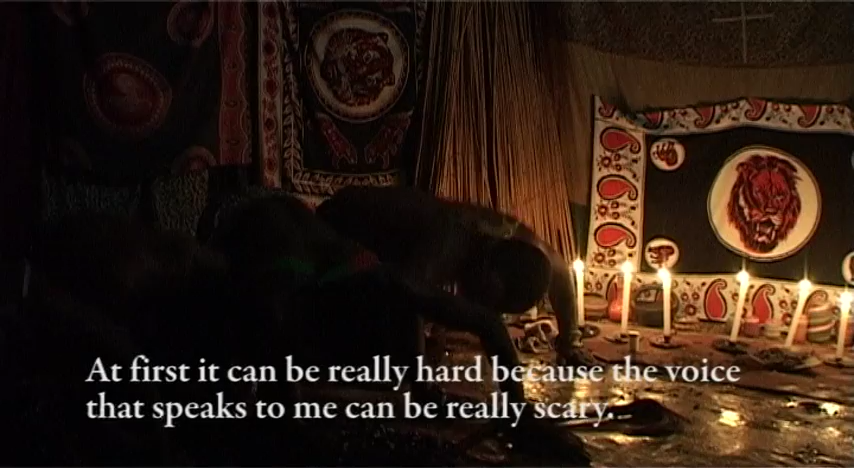 At first it can be really hard because the voice
that speaks to me can be really scary.